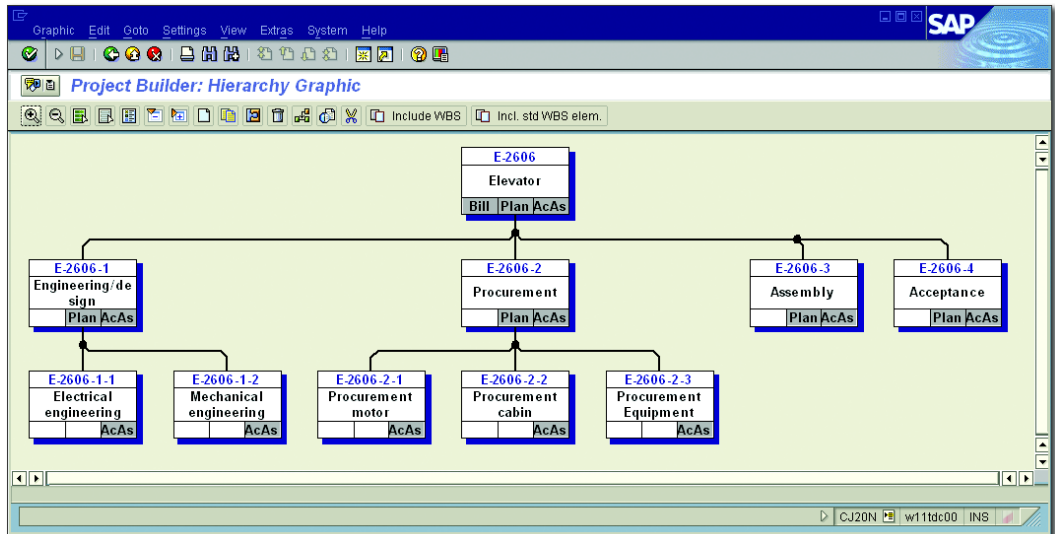 Graphic Edit Goto Settings View Extras System Help
SAP
Project Builder: Hierarchy Graphic
Include WBS Incl. std WBS elem.
E-2606
Elevator
Bill Plan AcAs
E-2606-1 E-2606-2 E-2606-3 E-2606-4
Engineering/de
sign
Procurement Assembly Acceptance
Plan AcAs Plan AcAs Plan AcAs Plan AcAs
E-2606-1-1 E-2606-1-2 E-2606-2-1 E-2606-2-2 E-2606-2-3
Electrical Mechanical Procurement Procurement Procurement
engineering engineering motor cabin Equipment
AcAs AcAs AcAs AcAs AcAs
CJ20N w11tdc00 INS